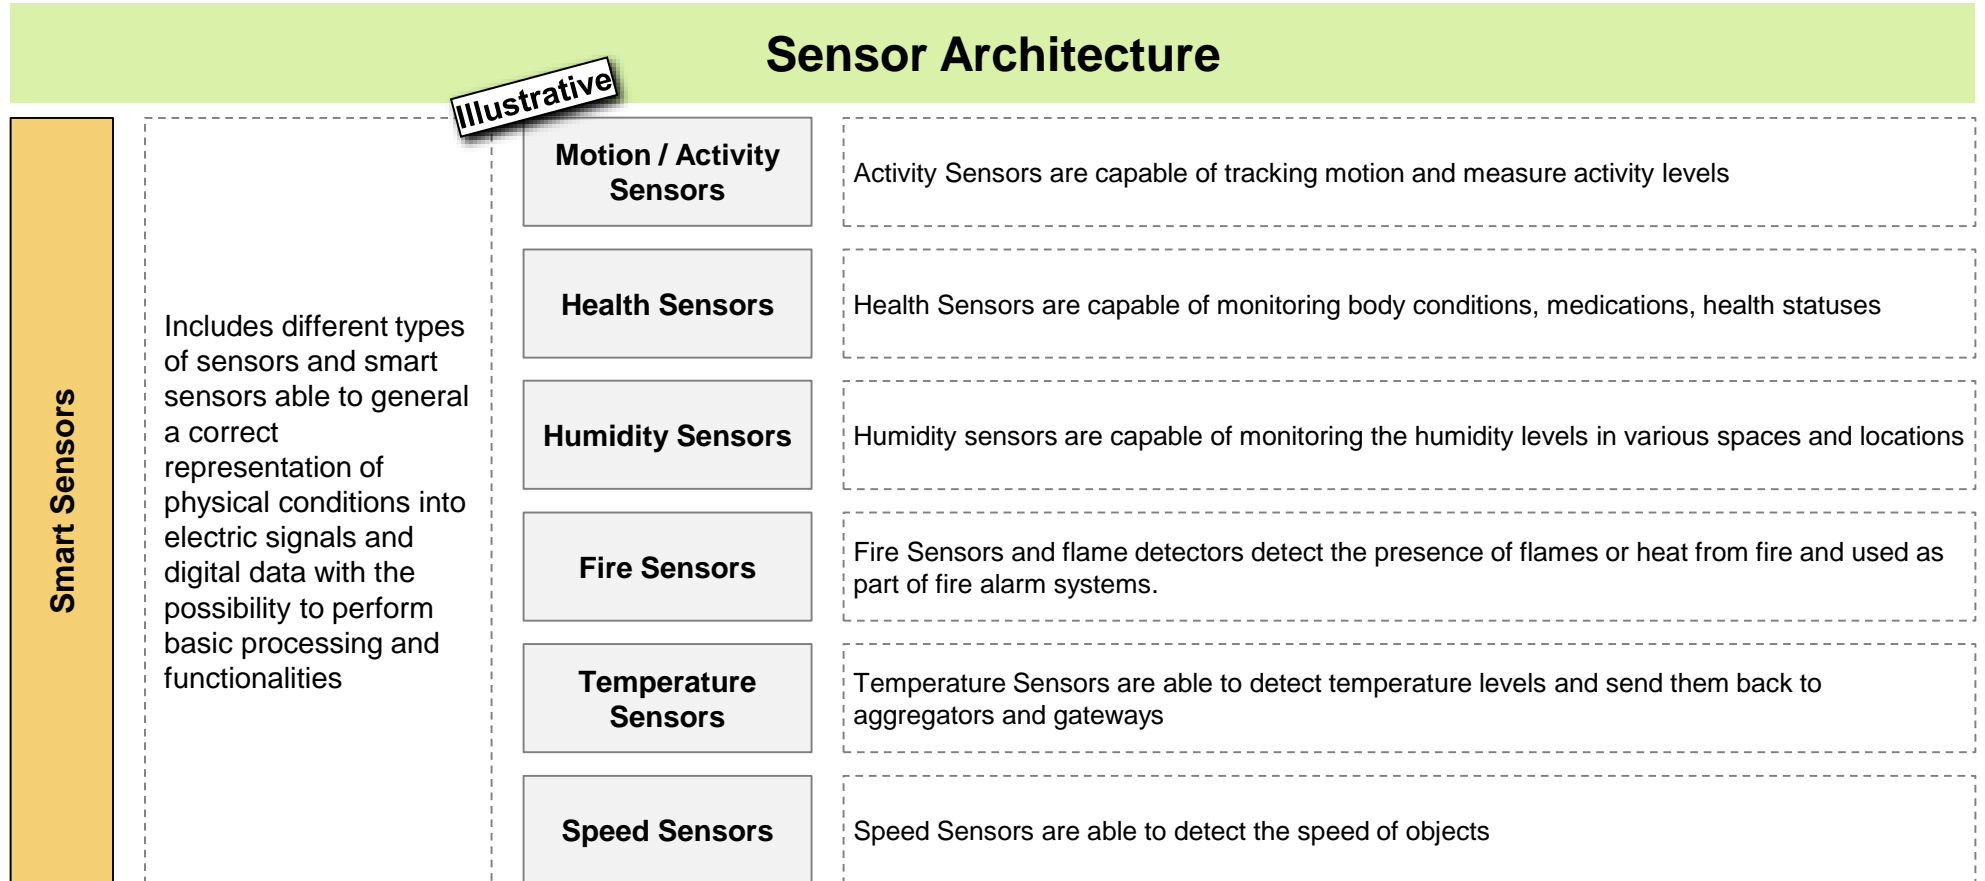 Sensor Architecture
Illustrative
Smart Sensors
Includes different types
of sensors and smart
sensors able to general
a correct
representation of
physical conditions into
electric signals and
digital data with the
possibility to perform
basic processing and
functionalities
Motion / Activity
Sensors
Activity Sensors are capable of tracking motion and measure activity levels
Health Sensors
Health Sensors are capable of monitoring body conditions, medications, health statuses
Humidity Sensors
Humidity sensors are capable of monitoring the humidity levels in various spaces and locations
Fire Sensors
Fire Sensors and flame detectors detect the presence of flames or heat from fire and used as
part of fire alarm systems.
Temperature
Sensors
Temperature Sensors are able to detect temperature levels and send them back to
aggregators and gateways
Speed Sensors
Speed Sensors are able to detect the speed of objects